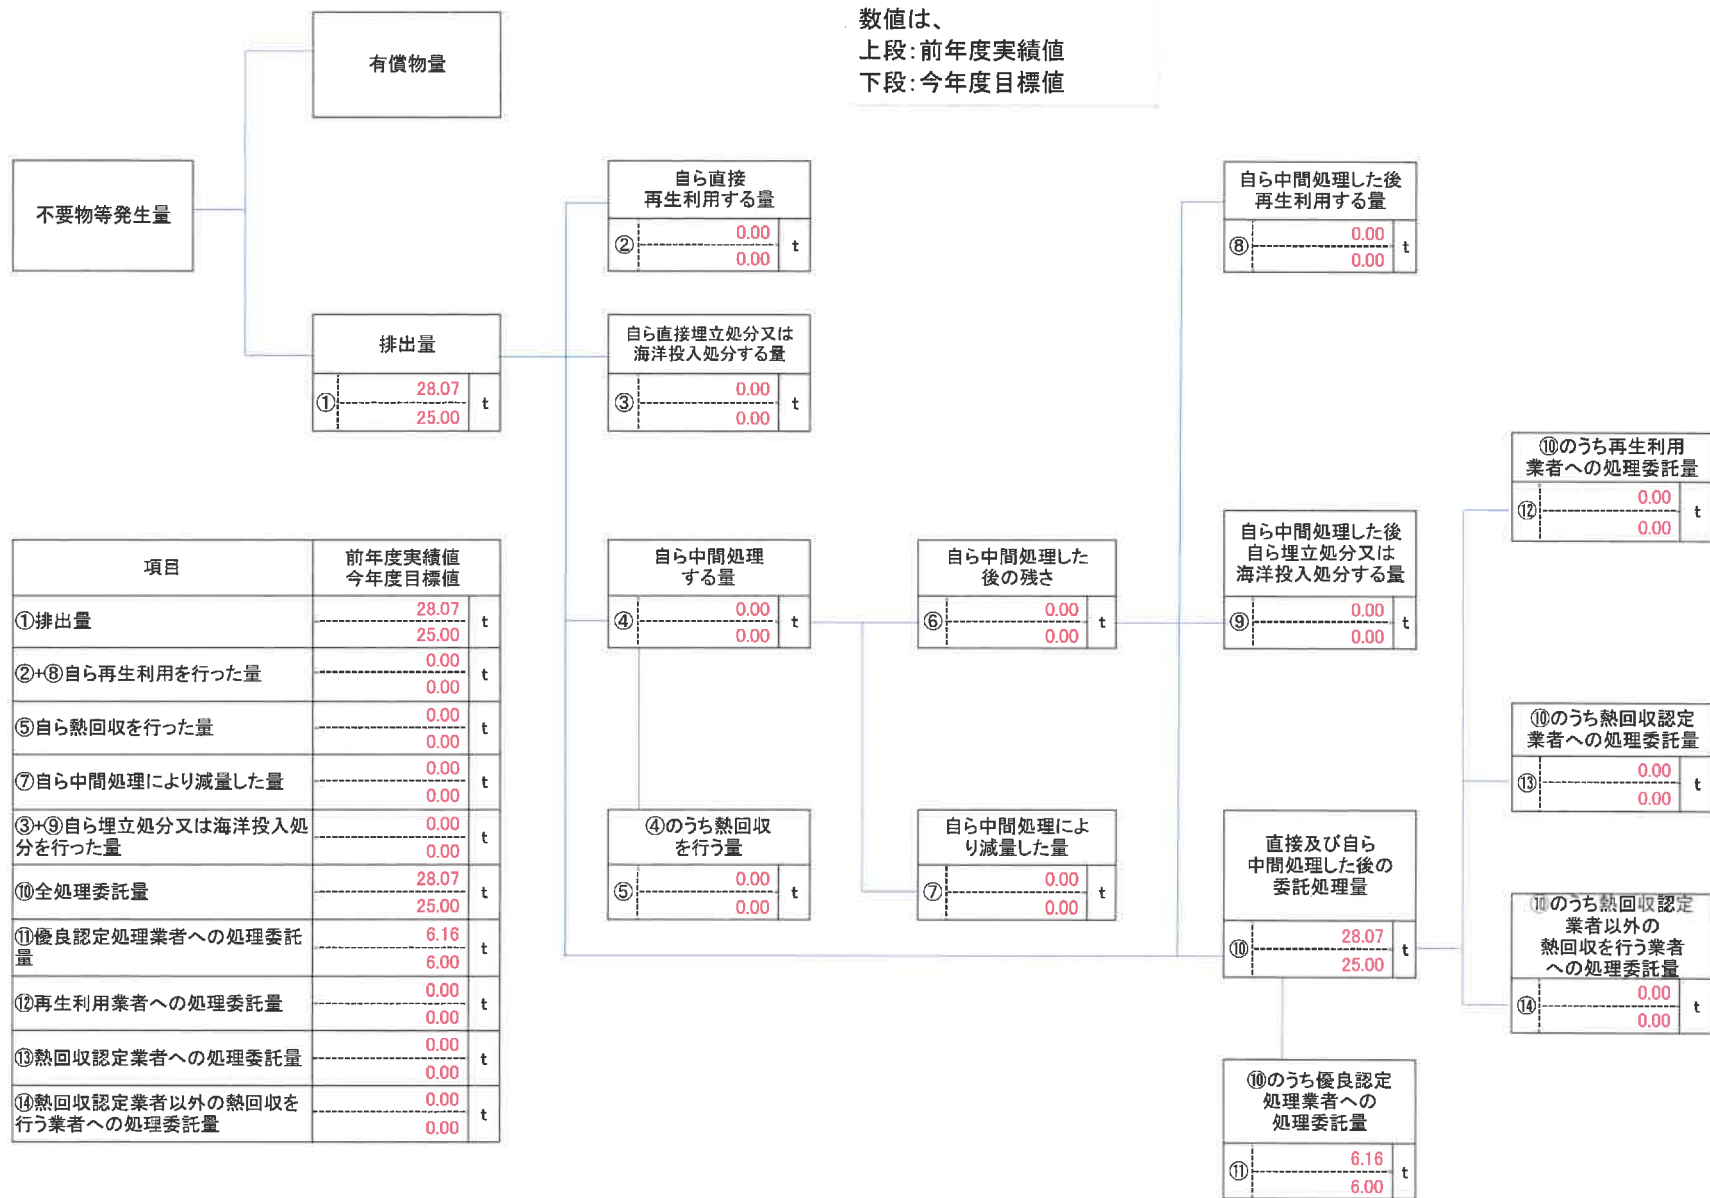 数値は、
上段:前年度実績値
下段:今年度目標値
有償物量
不要物等発生量
排出量
① 28.07 t
25.00
自ら直接
再生利用する量
② 0.00 t
0.00
自ら直接埋立処分又は
海洋投入処分する量
③ 0.00 t
0.00
自ら中間処理
する量
④ 0.00 t
0.00
④のうち熱回収
を行う量
⑤ 0.00 t
0.00
自ら中間処理した
後の残さ
⑥ 0.00 t
0.00
自ら中間処理によ
り減量した量
⑦ 0.00 t
0.00
自ら中間処理した後
再生利用する量
⑧ 0.00 t
0.00
自ら中間処理した後
自ら埋立処分又は
海洋投入処分する量
⑨ 0.00 t
0.00
直接及び自ら
中間処理した後の
委託処理量
⑩ 28.07 t
25.00
⑩のうち優良認定
処理業者への
処理委託量
⑪ 6.16 t
6.00
⑩のうち再生利用
業者への処理委託量
⑫ 0.00 t
0.00
⑩のうち熱回収認定
業者への処理委託量
⑬ 0.00 t
0.00
⑩のうち熱回収認定
業者以外の
熱回収を行う業者
への処理委託量
⑭ 0.00 t
0.00
項目 前年度実績値
今年度目標値
①排出量 28.07 t
25.00
②+⑧自ら再生利用を行った量 0.00 t
0.00
⑤自ら熱回収を行った量 0.00 t
0.00
⑦自ら中間処理により減量した量 0.00 t
0.00
③+⑨自ら埋立処分又は海洋投入処
分を行った量 0.00 t
0.00
⑩全処理委託量 28.07 t
25.00
⑪優良認定処理業者への処理委託
量 6.16 t
6.00
⑫再生利用業者への処理委託量 0.00 t
0.00
⑬熱回収認定業者への処理委託量 0.00 t
0.00
⑭熱回収認定業者以外の熱回収を
行う業者への処理委託量 0.00 t
0.00